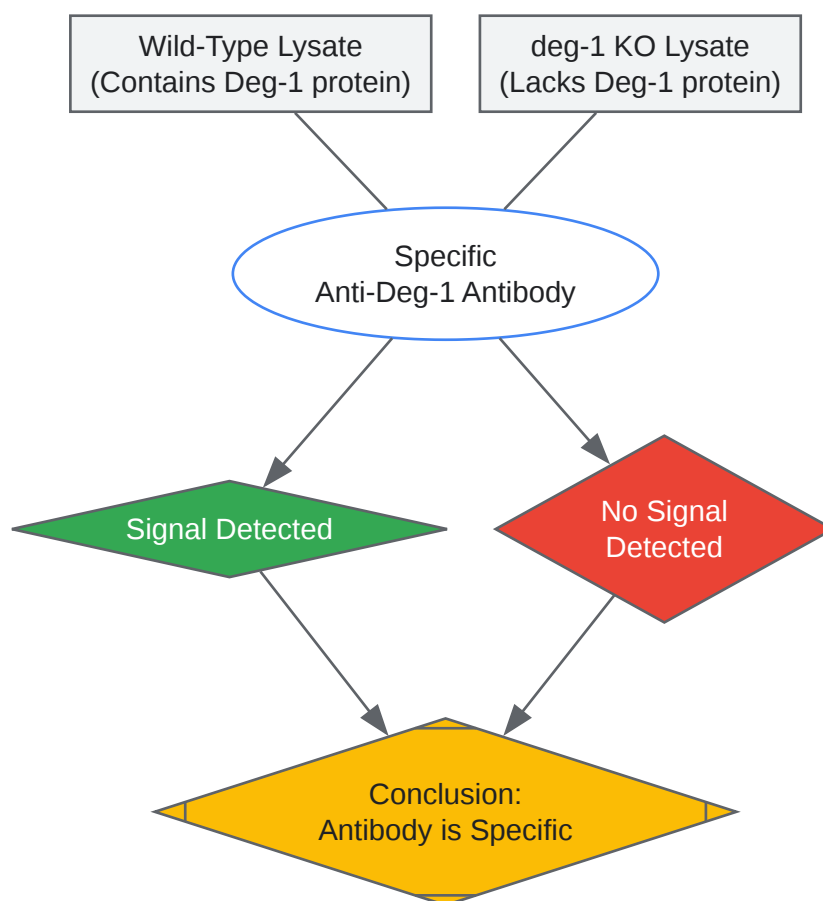 Wild-Type Lysate
(Contains Deg-1 protein)
deg-1 KO Lysate
(Lacks Deg-1 protein)
Specific
Anti-Deg-1 Antibody
Signal Detected
No Signal
Detected
Conclusion:
Antibody is Specific